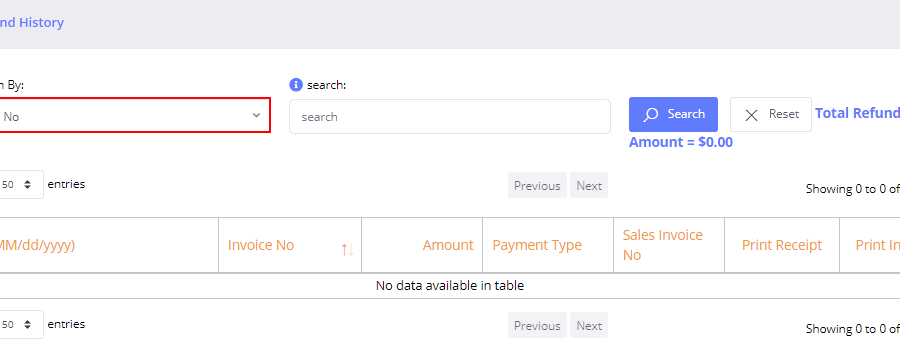 nd History
By: search:
No search Search Reset Total Refund
Amount = $0.00
50 entries Previous Next Showing 0 to 0 of
MM/dd/yyyy) Invoice No Amount Payment Type Sales Invoice No Print Receipt Print In
No data available in table
50 entries Previous Next Showing 0 to 0 of